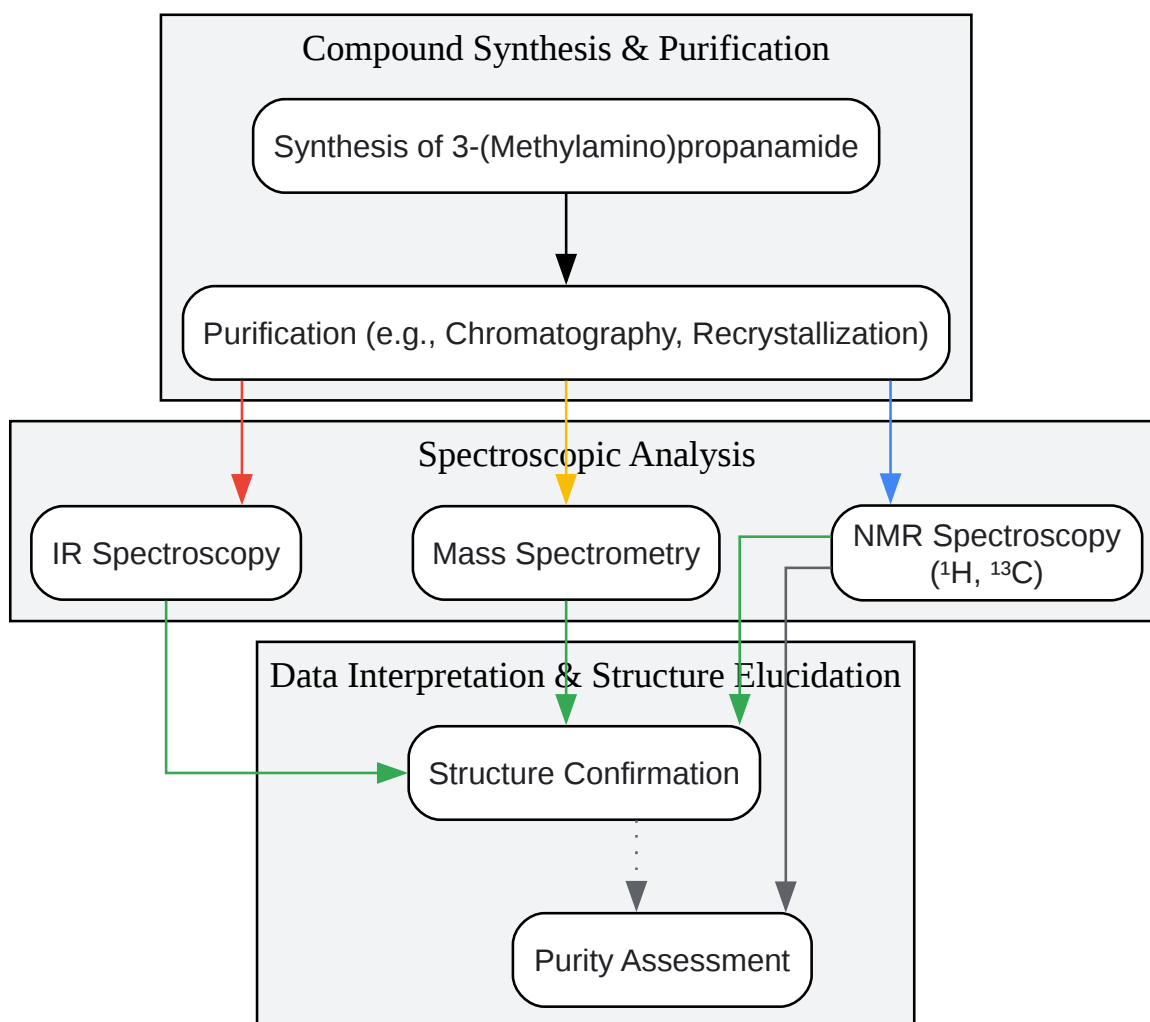 Compound Synthesis & Purification
Synthesis of 3-(Methylamino)propanamide
Purification (e.g., Chromatography, Recrystallization)
Spectroscopic Analysis
IR Spectroscopy
Mass Spectrometry
NMR Spectroscopy
(¹H, ¹³C)
Data Interpretation & Structure Elucidation
Structure Confirmation
Purity Assessment